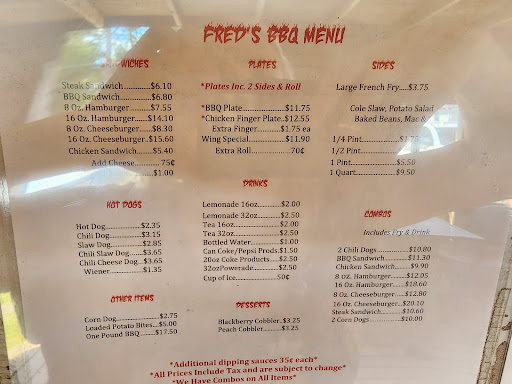 FRED'S BBQ MENU
Steak Sandwich..............$6.10
BBQ Sandwich..............$6.80
8 Oz. Hamburger..........$7.55
16 Oz. Hamburger.......$14.10
8 Oz. Cheeseburger.......$8.30
16 Oz. Cheeseburger...$15.60
Chicken Sandwich.......$5.40
Add Cheese............75¢
$1.00
PLATES
*Plates Inc. 2 Sides & Roll
*BBQ Plate........................$11.75
*Chicken Finger Plate..$12.55
Extra Finger............$1.75 ea
Wing Special..................$11.90
Extra Roll................70¢
SIDES
Large French Fry.....$3.75
Cole Slaw, Potato Salad
Baked Beans, Mac &
1/4 Pint
1/2 Pint
1 Pint..................$5.50
1 Quart................$9.50
HOT DOGS
Hot Dog................$2.35
Chili Dog..............$3.15
Slaw Dog..............$2.85
Chili Slaw Dog.....$3.65
Chili Cheese Dog..$3.65
Wiener................$1.35
DRINKS
Lemonade 16oz...........$2.00
Lemonade 32oz...........$2.50
Tea 16oz......................$2.00
Tea 32oz......................$2.50
Bottled Water.............$1.00
Can Coke/Pepsi Prods.$1.50
20oz Coke Products.....$2.50
32ozPowerade.............$2.50
Cup of Ice...................50¢
COMBOS
Includes Fry & Drink
2 Chili Dogs................$10.80
BBQ Sandwich............$11.30
Chicken Sandwich.......$9.90
8 Oz. Hamburger.........$12.05
16 Oz. Hamburger.......$18.60
8 Oz. Cheeseburger.....$12.80
16 Oz. Cheeseburger...$20.10
Steak Sandwich...........$10.60
2 Corn Dogs................$10.00
OTHER ITEMS
Corn Dog................$2.75
Loaded Potato Bites...$5.00
One Pound BBQ........$17.50
DESSERTS
Blackberry Cobbler..$3.25
Peach Cobbler..........$3.25
*Additional dipping sauces 35¢ each*
*All Prices Include Tax and are subject to change*
*We Have Combos on All Items*